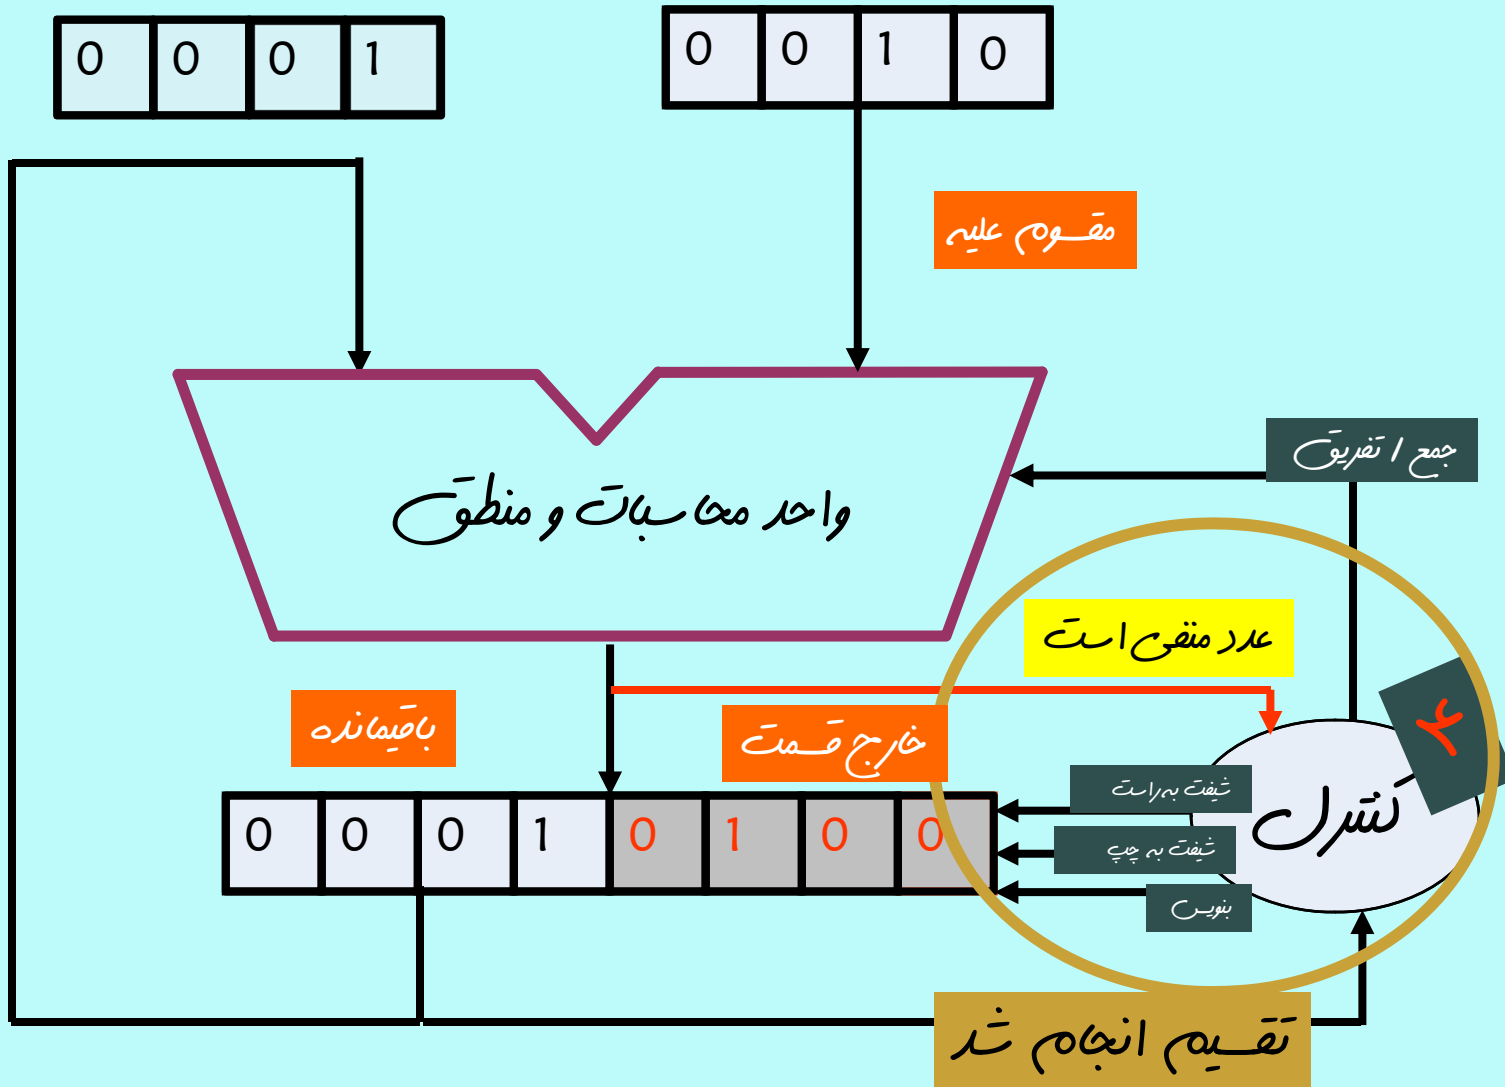 0 0 0 1
0 0 1 0
مقسوم علیه
جمع / تفریق
واحد محاسبات و منطق
عدد منفی است
۴
باقیمانده
خارج قسمت
شیفت به راست
کنترل
0 0 0 1 0 1 0 0
شیفت به چپ
بنویس
تقسیم انجام شد